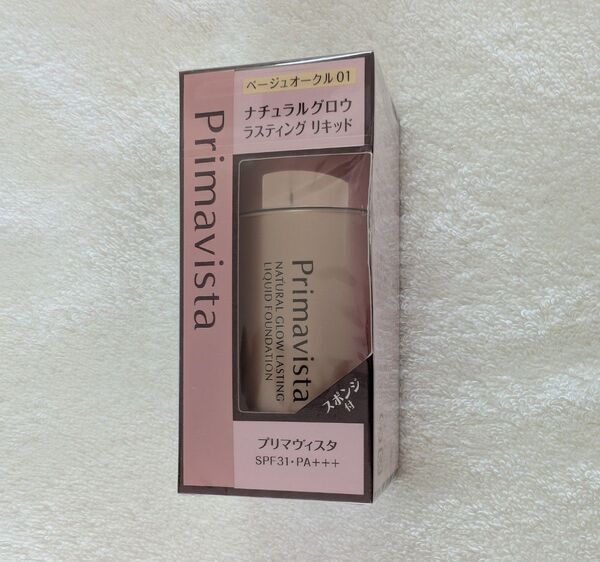 Primavista
ベージュオークル01
ナチュラルグロウ
ラスティング リキッド
Primavista
NATURAL GLOW LASTING
LIQUID FOUNDATION
スポンジ
付
プリマヴィスタ
SPF31・PA+++